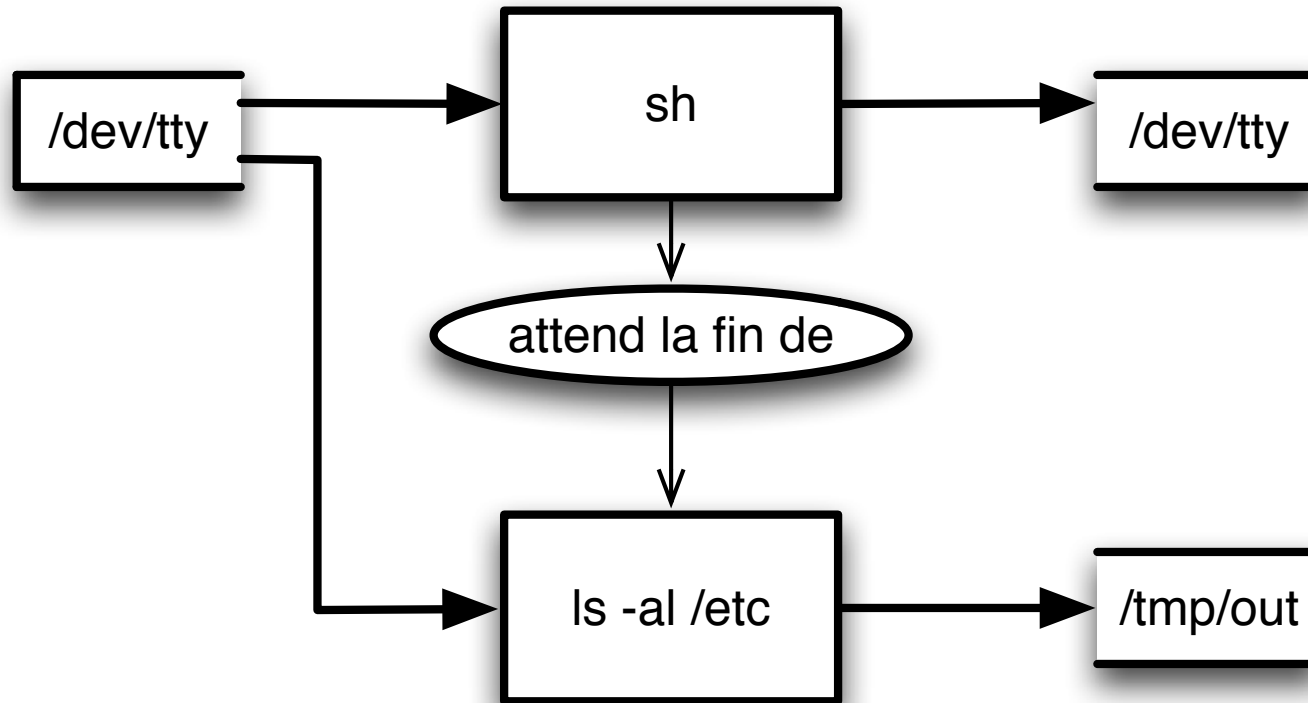 /dev/tty
sh
/dev/tty
attend la fin de
ls -al /etc
/tmp/out